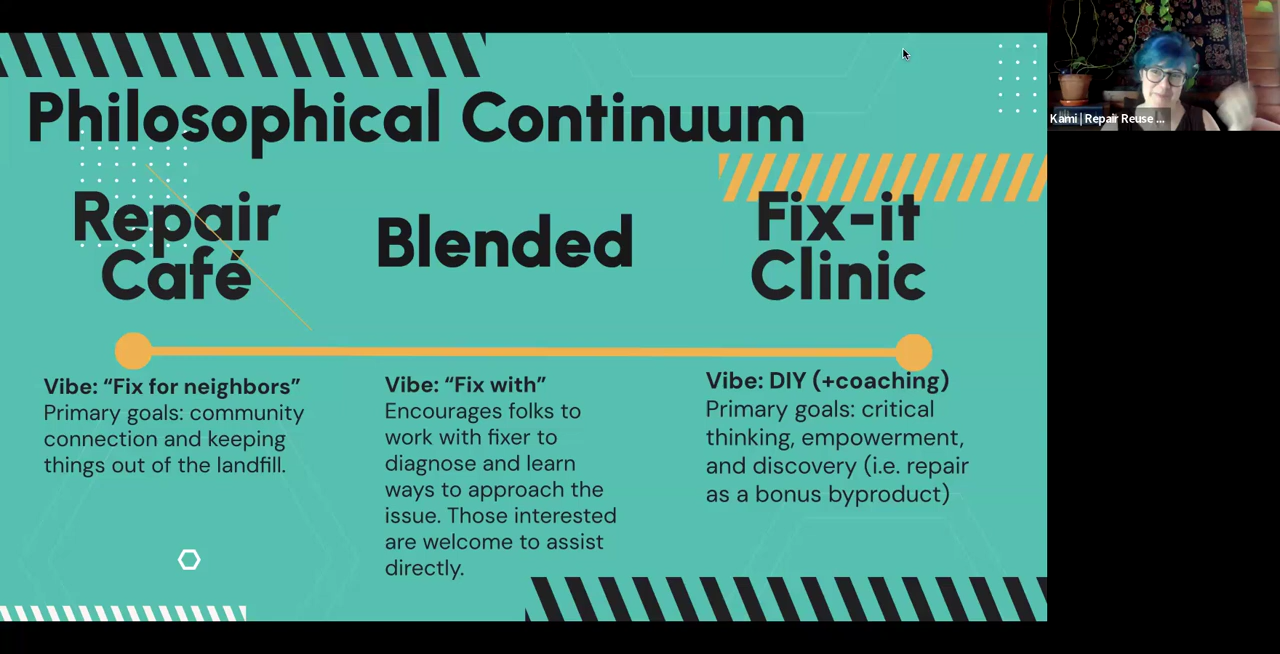 Philosophical Continuum
Repair
Café
Blended
Fix-it
Clinic
Vibe: “Fix for neighbors”
Primary goals: community
connection and keeping
things out of the landfill.
Vibe: “Fix with”
Encourages folks to
work with fixer to
diagnose and learn
ways to approach the
issue. Those interested
are welcome to assist
directly.
Vibe: DIY (+coaching)
Primary goals: critical
thinking, empowerment,
and discovery (i.e. repair
as a bonus byproduct)
Kami | Repair Reuse ...